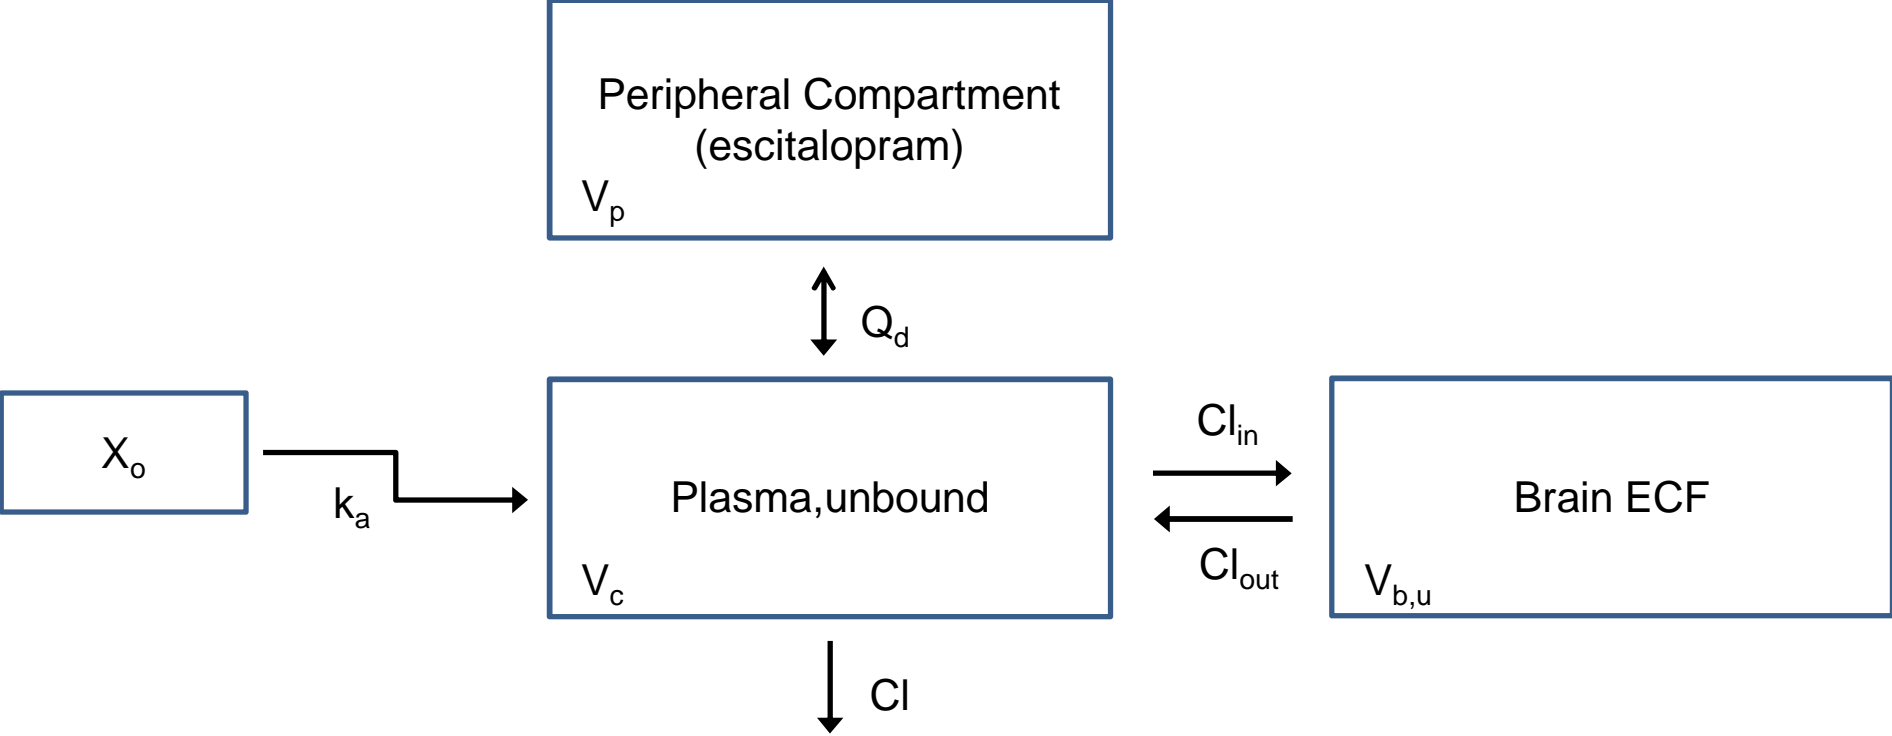 Peripheral Compartment
(escitalopram)
Vp
Qd
Xo
ka
Plasma,unbound
Vc
Clin
Clout
Brain ECF
Vb,u
Cl